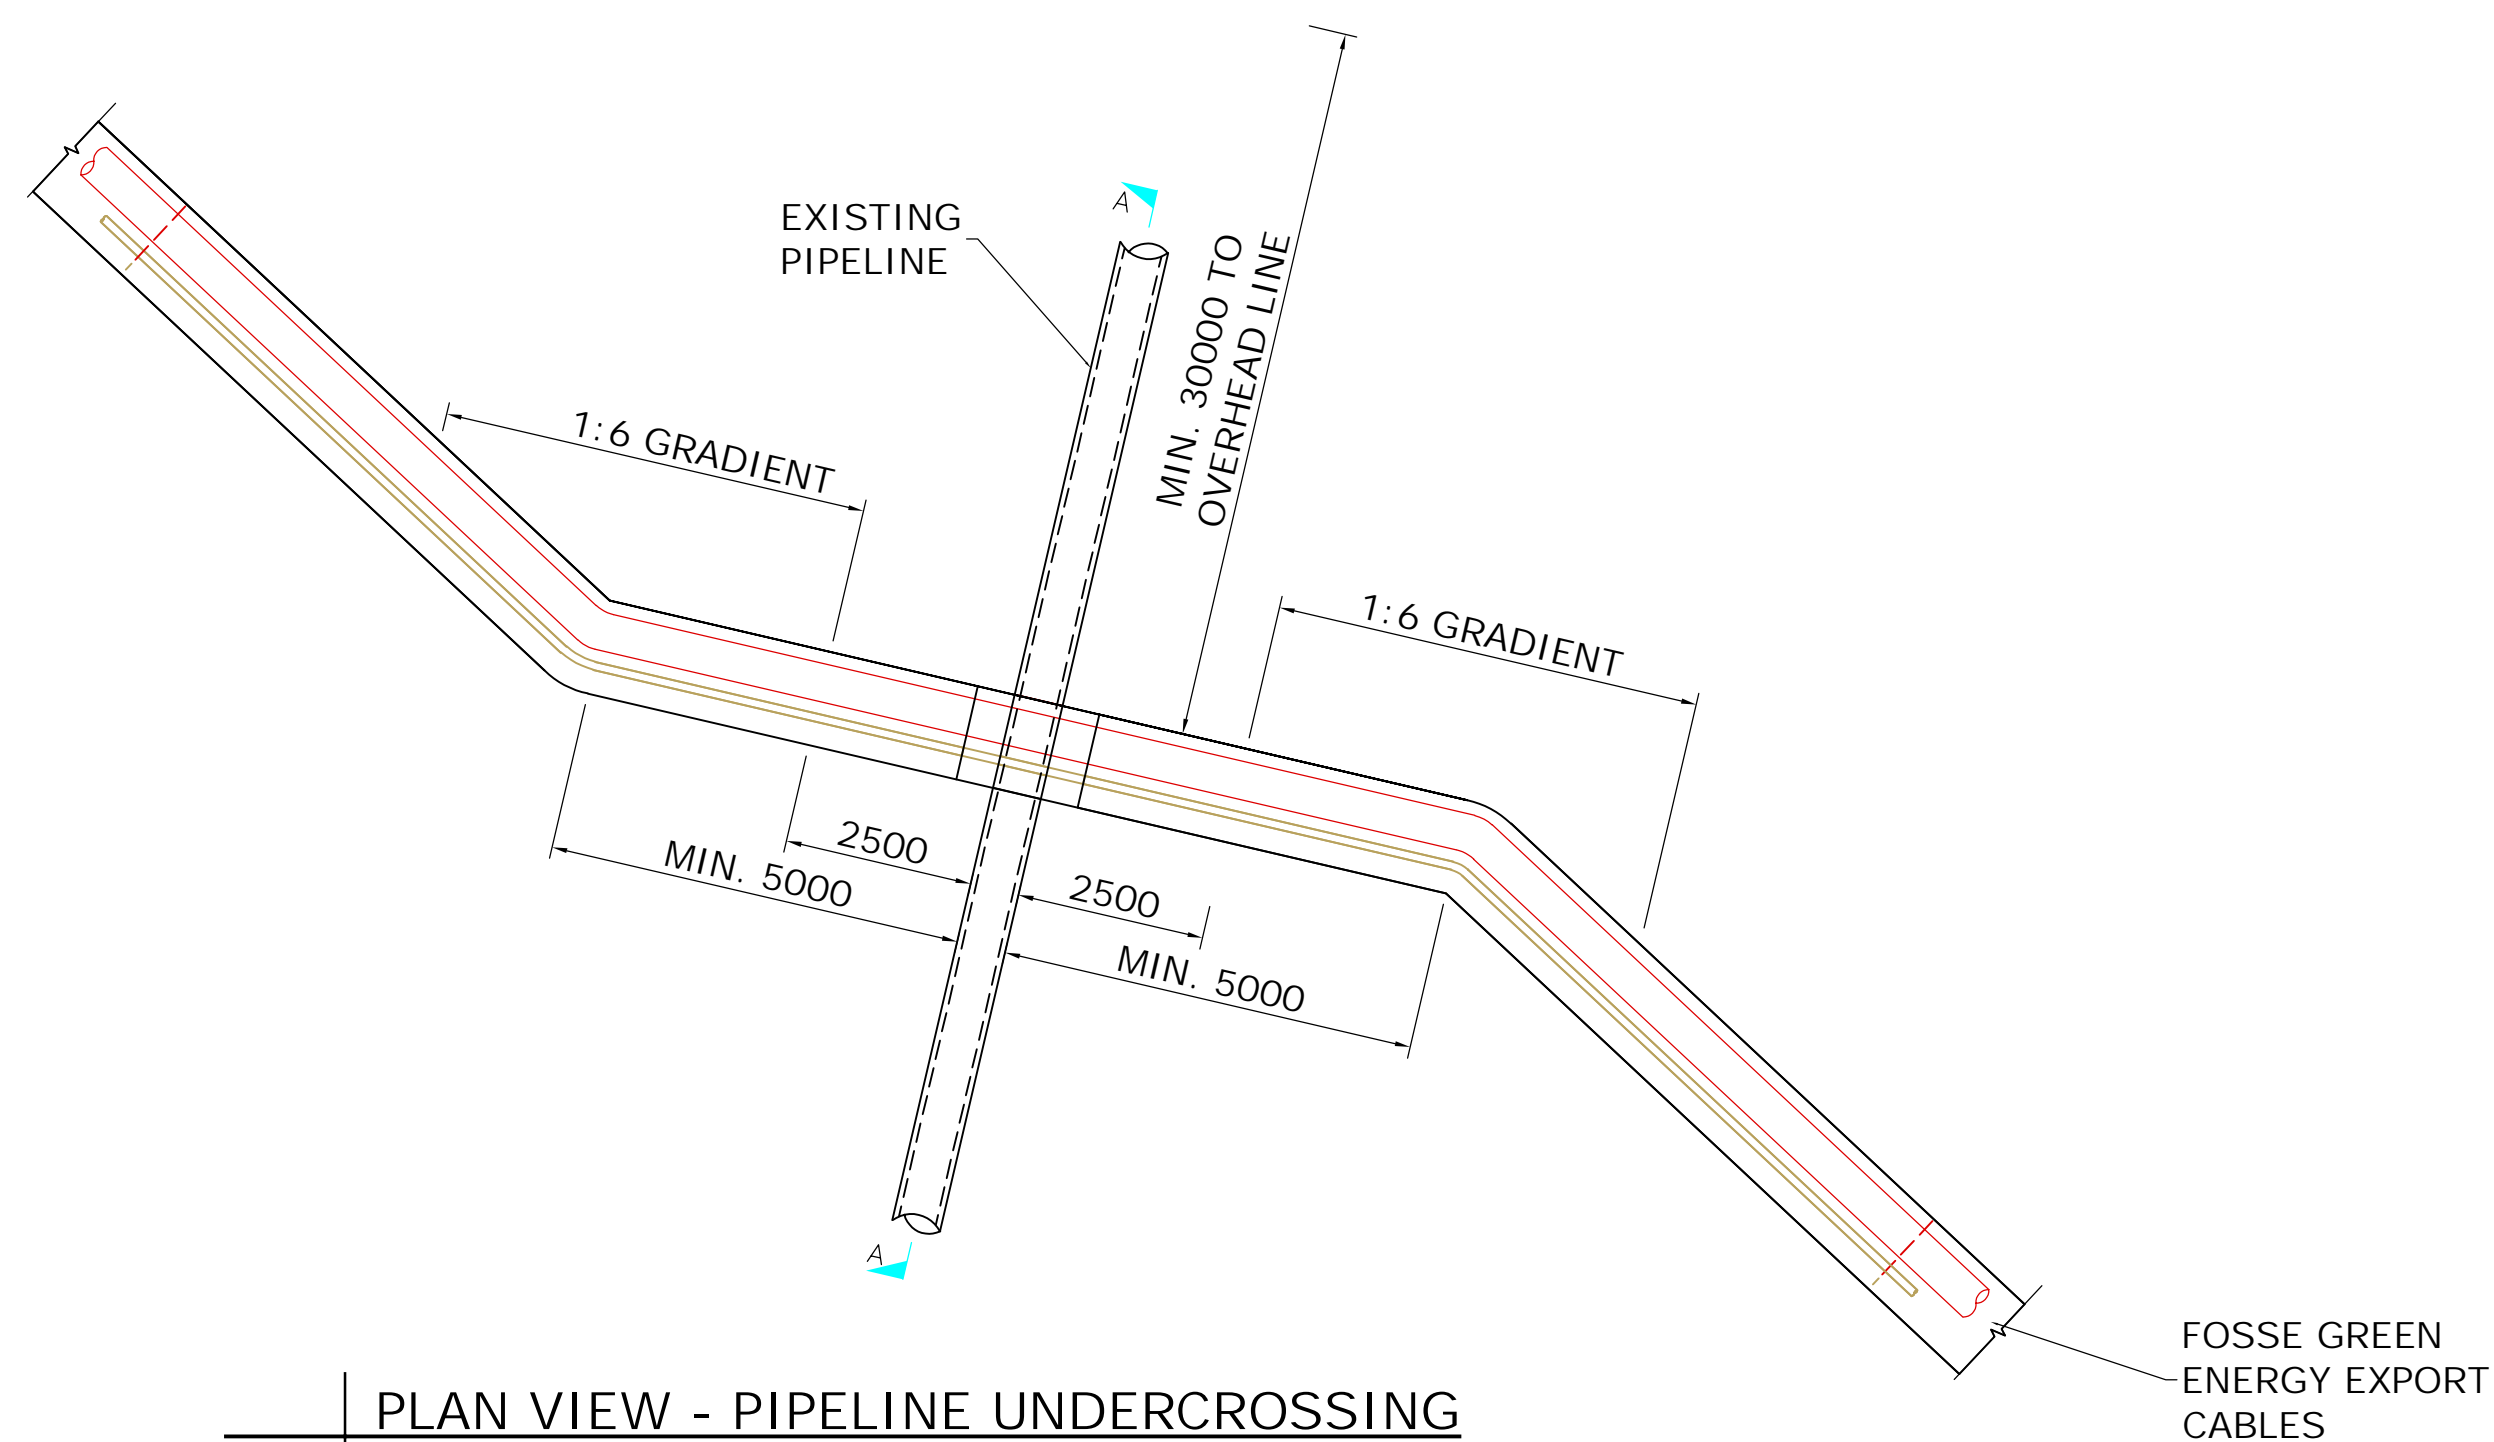 A
EXISTING
PIPELINE
MIN. 30000 TO
OVERHEAD LINE
1:6 GRADIENT
1:6 GRADIENT
2500
MIN. 5000
2500
MIN. 5000
A
FOSSE GREEN
ENERGY EXPORT
CABLES
PLAN VIEW - PIPELINE UNDERCROSSING